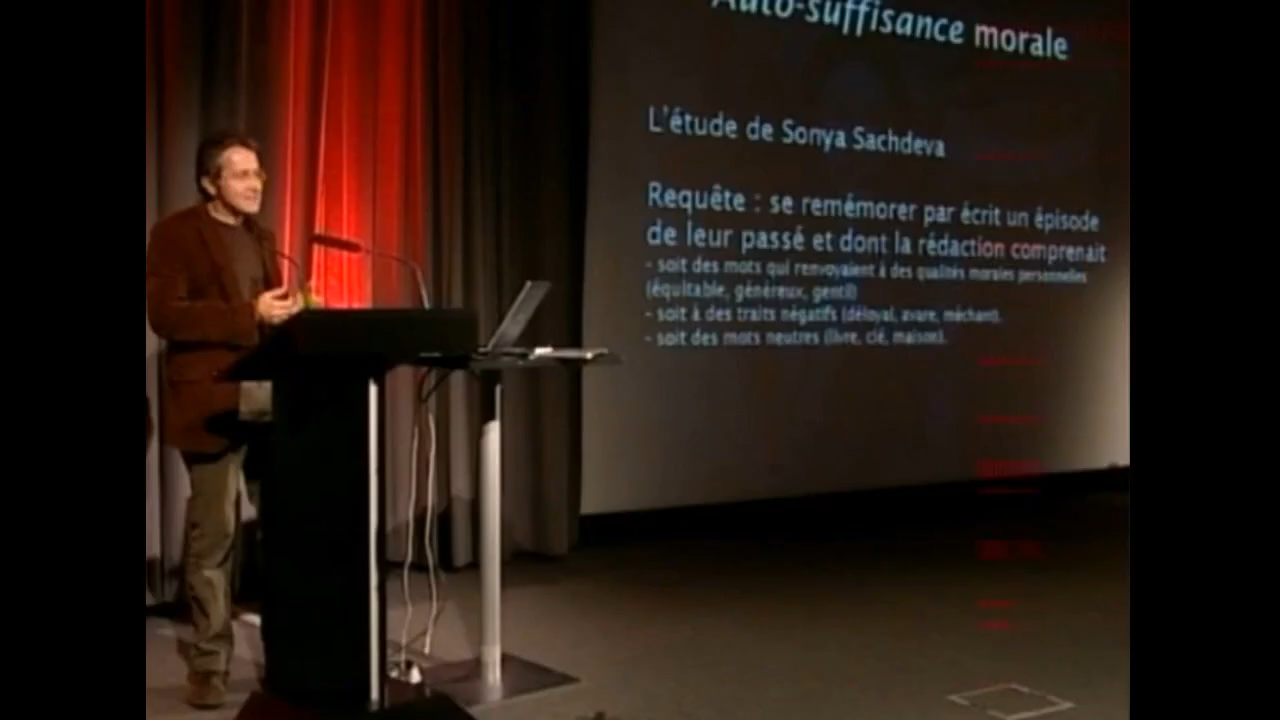 Auto-suffisance morale
L'étude de Sonya Sachdeva
Requête : se remémorer par écrit un épisode
de leur passé et dont la rédaction comprenait
- soit des mots qui renvoyaient à des qualités morales personnelles
(équitable, généreux, gentil)
- soit à des traits négatifs (déloyal, avare, méchant).
- soit des mots neutres (livre, clé, maison).